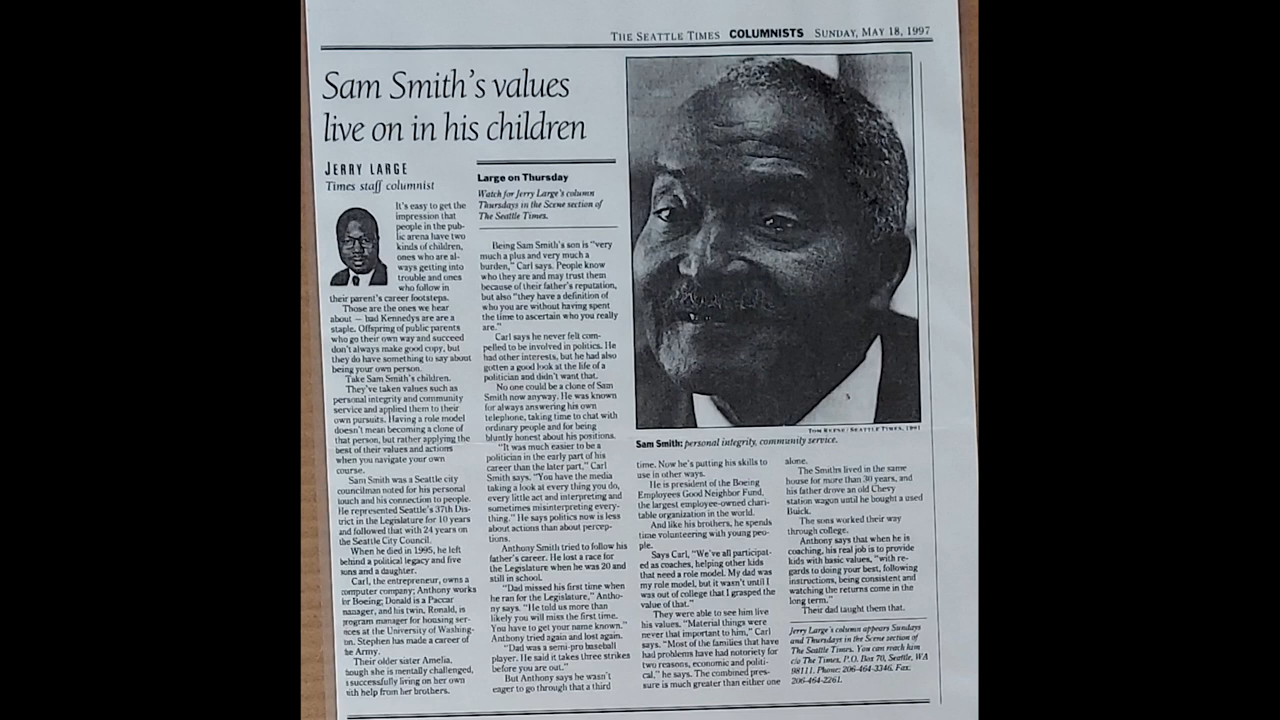 THE SEATTLE TIMES COLUMNISTS SUNDAY, MAY 18, 1997
Sam Smith's values
live on in his children
JERRY LARGE
Times staff columnist
It's easy to get the
impression that
people in the pub-
lic arena have two
kinds of children,
ones who are al-
ways getting into
trouble and ones
who follow in
their parent's career footsteps.
Those are the ones we hear
about — bad Kennedys are are a
staple. Offspring of public parents
who go their own way and succeed
don't always make good copy, but
they do have something to say about
being your own person.
Take Sam Smith's children.
They've taken values such as
personal integrity and community
service and applied them to their
own pursuits. Having a role model
doesn't mean becoming a clone of
that person, but rather applying the
best of their values and actions
when you navigate your own
course.
Sam Smith was a Seattle city
councilman noted for his personal
touch and his connection to people.
He represented Seattle's 37th Dis-
trict in the Legislature for 10 years
and followed that with 24 years on
the Seattle City Council.
When he died in 1995, he left
behind a political legacy and five
sons and a daughter.
Carl, the entrepreneur, owns a
computer company; Anthony works
for Boeing; Donald is a Paccar
manager, and his twin, Ronald, is
program manager for housing ser-
vices at the University of Washing-
ton. Stephen has made a career of
the Army.
Their older sister Amelia,
though she is mentally challenged,
is successfully living on her own
with help from her brothers.
Large on Thursday
Watch for Jerry Large's column
Thursdays in the Scene section of
The Seattle Times.
Being Sam Smith's son is "very
much a plus and very much a
burden," Carl says. People know
who they are and may trust them
because of their father's reputation,
but also "they have a definition of
who you are without having spent
the time to ascertain who you really
are."
Carl says he never felt com-
pelled to be involved in politics. He
had other interests, but he had also
gotten a good look at the life of a
politician and didn't want that.
No one could be a clone of Sam
Smith now anyway. He was known
for always answering his own
telephone, taking time to chat with
ordinary people and for being
bluntly honest about his positions.
"It was much easier to be a
politician in the early part of his
career than the later part," Carl
Smith says. "You have the media
taking a look at every thing you do,
every little act and interpreting and
sometimes misinterpreting every-
thing." He says politics now is less
about actions than about percep-
tions.
Anthony Smith tried to follow his
father's career. He lost a race for
the Legislature when he was 20 and
still in school.
"Dad missed his first time when
he ran for the Legislature," Antho-
ny says. "He told us more than
likely you will miss the first time.
You have to get your name known."
Anthony tried again and lost again.
"Dad was a semi-pro baseball
player. He said it takes three strikes
before you are out."
But Anthony says he wasn't
eager to go through that a third
TOM REESE / SEATTLE TIMES, 1991
Sam Smith: personal integrity, community service.
time. Now he's putting his skills to
use in other ways.
He is president of the Boeing
Employees Good Neighbor Fund,
the largest employee-owned chari-
table organization in the world.
And like his brothers, he spends
time volunteering with young peo-
ple.
Says Carl, "We've all participat-
ed as coaches, helping other kids
that need a role model. My dad was
my role model, but it wasn't until I
was out of college that I grasped the
value of that."
They were able to see him live
his values. "Material things were
never that important to him," Carl
says. "Most of the families that have
had problems have had notoriety for
two reasons, economic and politi-
cal," he says. The combined pres-
sure is much greater than either one
alone.
The Smiths lived in the same
house for more than 30 years, and
his father drove an old Chevy
station wagon until he bought a used
Buick.
The sons worked their way
through college.
Anthony says that when he is
coaching, his real job is to provide
kids with basic values, "with re-
gards to doing your best, following
instructions, being consistent and
watching the returns come in the
long term."
Their dad taught them that.
Jerry Large's column appears Sundays
and Thursdays in the Scene section of
The Seattle Times. You can reach him
c/o The Times, P.O. Box 70, Seattle, WA
98111. Phone: 206-464-3346. Fax:
206-464-2261.